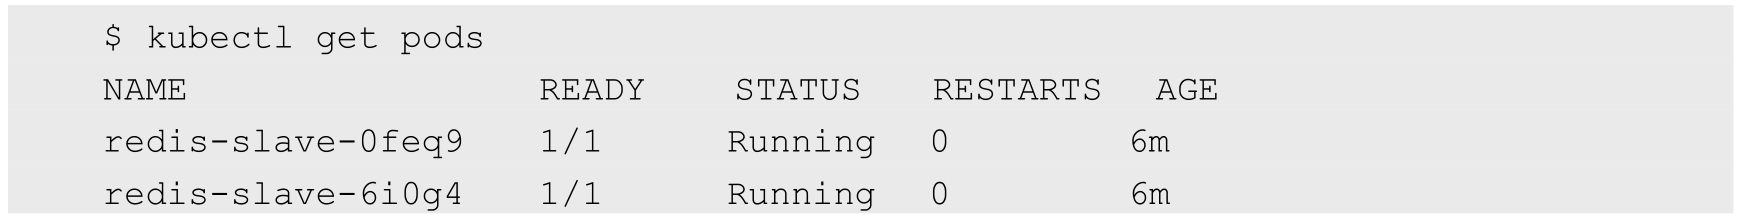 $ kubectl get pods
NAME                 READY    STATUS   RESTARTS  AGE
redis-slave-0feq9    1/1      Running  0         6m
redis-slave-6i0g4    1/1      Running  0         6m